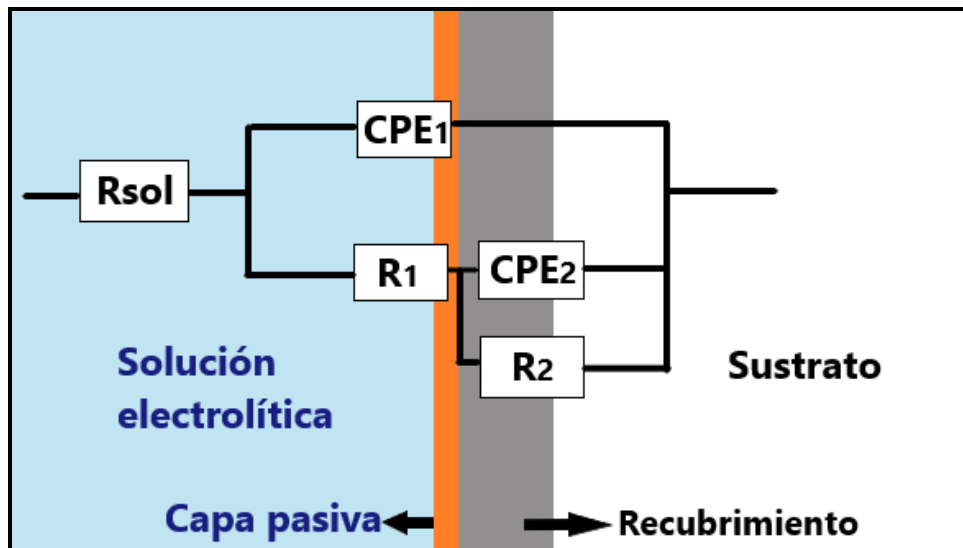 CPE1
Rsol
R1
CPE2
R2
Solución
electrolítica
Sustrato
Capa pasiva
Recubrimiento